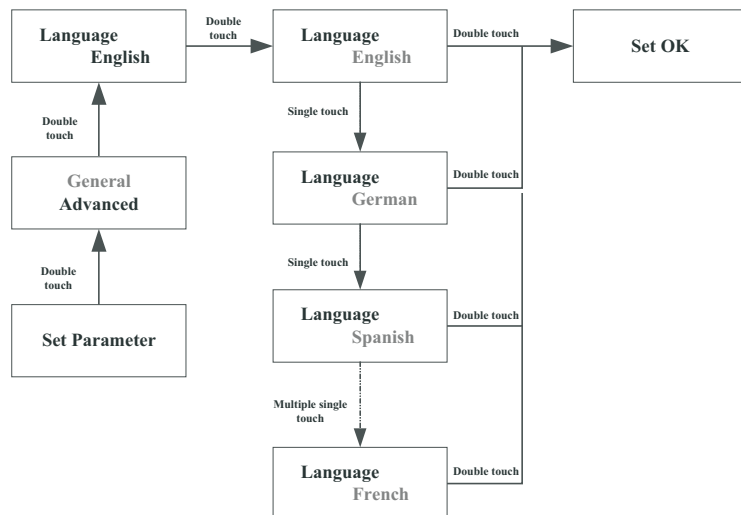 Language
English
Double
touch
Language
English
Double touch
Set OK
Double
touch
Single touch
General
Advanced
Language
German
Double touch
Double
touch
Single touch
Set Parameter
Language
Spanish
Double touch
Multiple single
touch
Language
French
Double touch